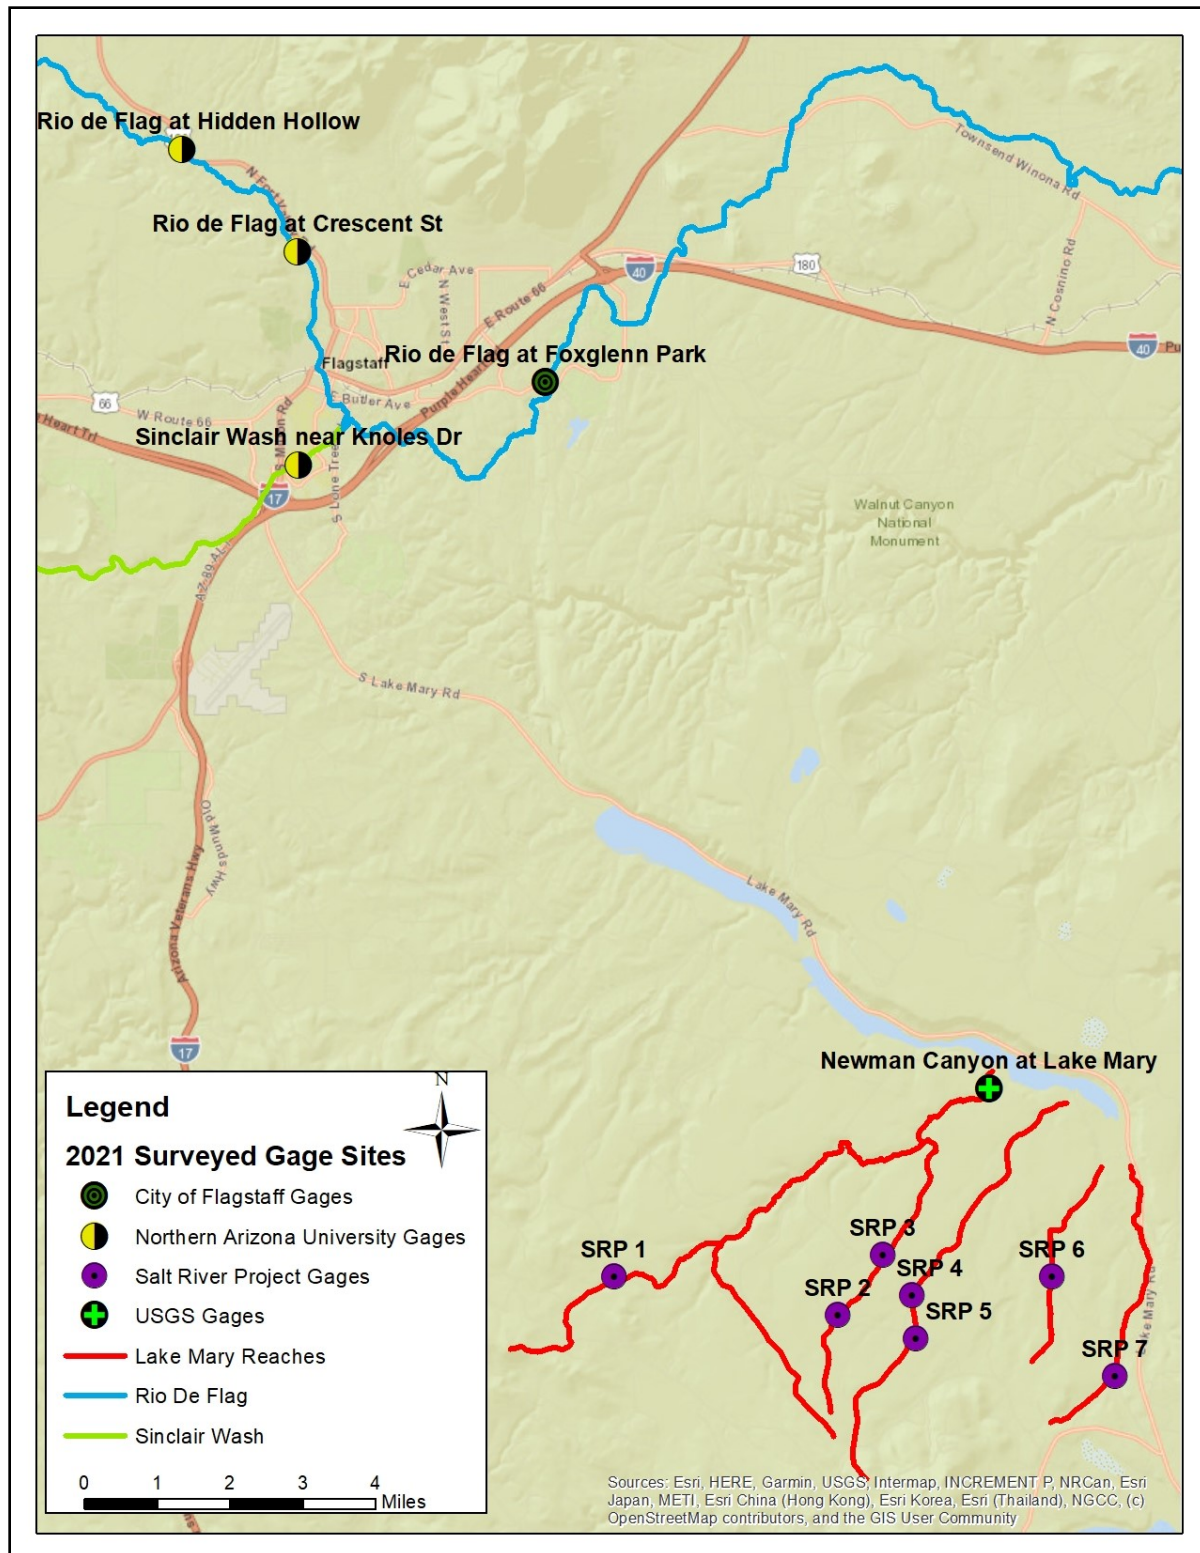 Rio de Flag at Hidden Hollow
Rio de Flag at Crescent St
Townsend Winona Rd
N Cosnino Rd
E Cedar Ave
N West St
E Route 66
40
180
40
Rio de Flag at Foxglenn Park
Flagstaff
Purple Heart
Butler Ave
66
W Route 66
Heart Trl
Sinclair Wash near Knoles Dr
S Milton Rd
S Lone Tree
17
Walnut Canyon
National
Monument
S Lake Mary Rd
Old Munds Hwy
Arizona Veterans Hwy
Lake Mary Rd
17
Newman Canyon at Lake Mary
SRP 1
SRP 2
SRP 3
SRP 4
SRP 5
SRP 6
SRP 7
Lake Mary Rd
N
Legend
2021 Surveyed Gage Sites
City of Flagstaff Gages
Northern Arizona University Gages
Salt River Project Gages
USGS Gages
Lake Mary Reaches
Rio De Flag
Sinclair Wash
0 1 2 3 4
Miles
Sources: Esri, HERE, Garmin, USGS, Intermap, INCREMENT P, NRCan, Esri
Japan, METI, Esri China (Hong Kong), Esri Korea, Esri (Thailand), NGCC, (c)
OpenStreetMap contributors, and the GIS User Community